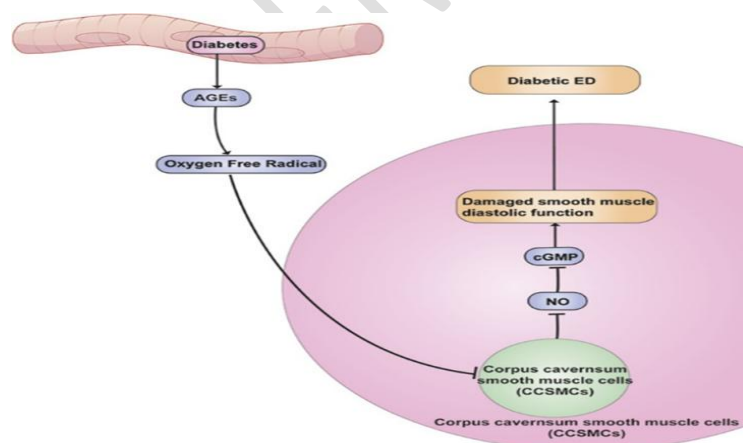 Diabetes
AGEs
Oxygen Free Radical
Diabetic ED
Damaged smooth muscle
diastolic function
cGMP
NO
Corpus cavernsum
smooth muscle cells
(CCSMCs)
Corpus cavernsum smooth muscle cells
(CCSMCs)